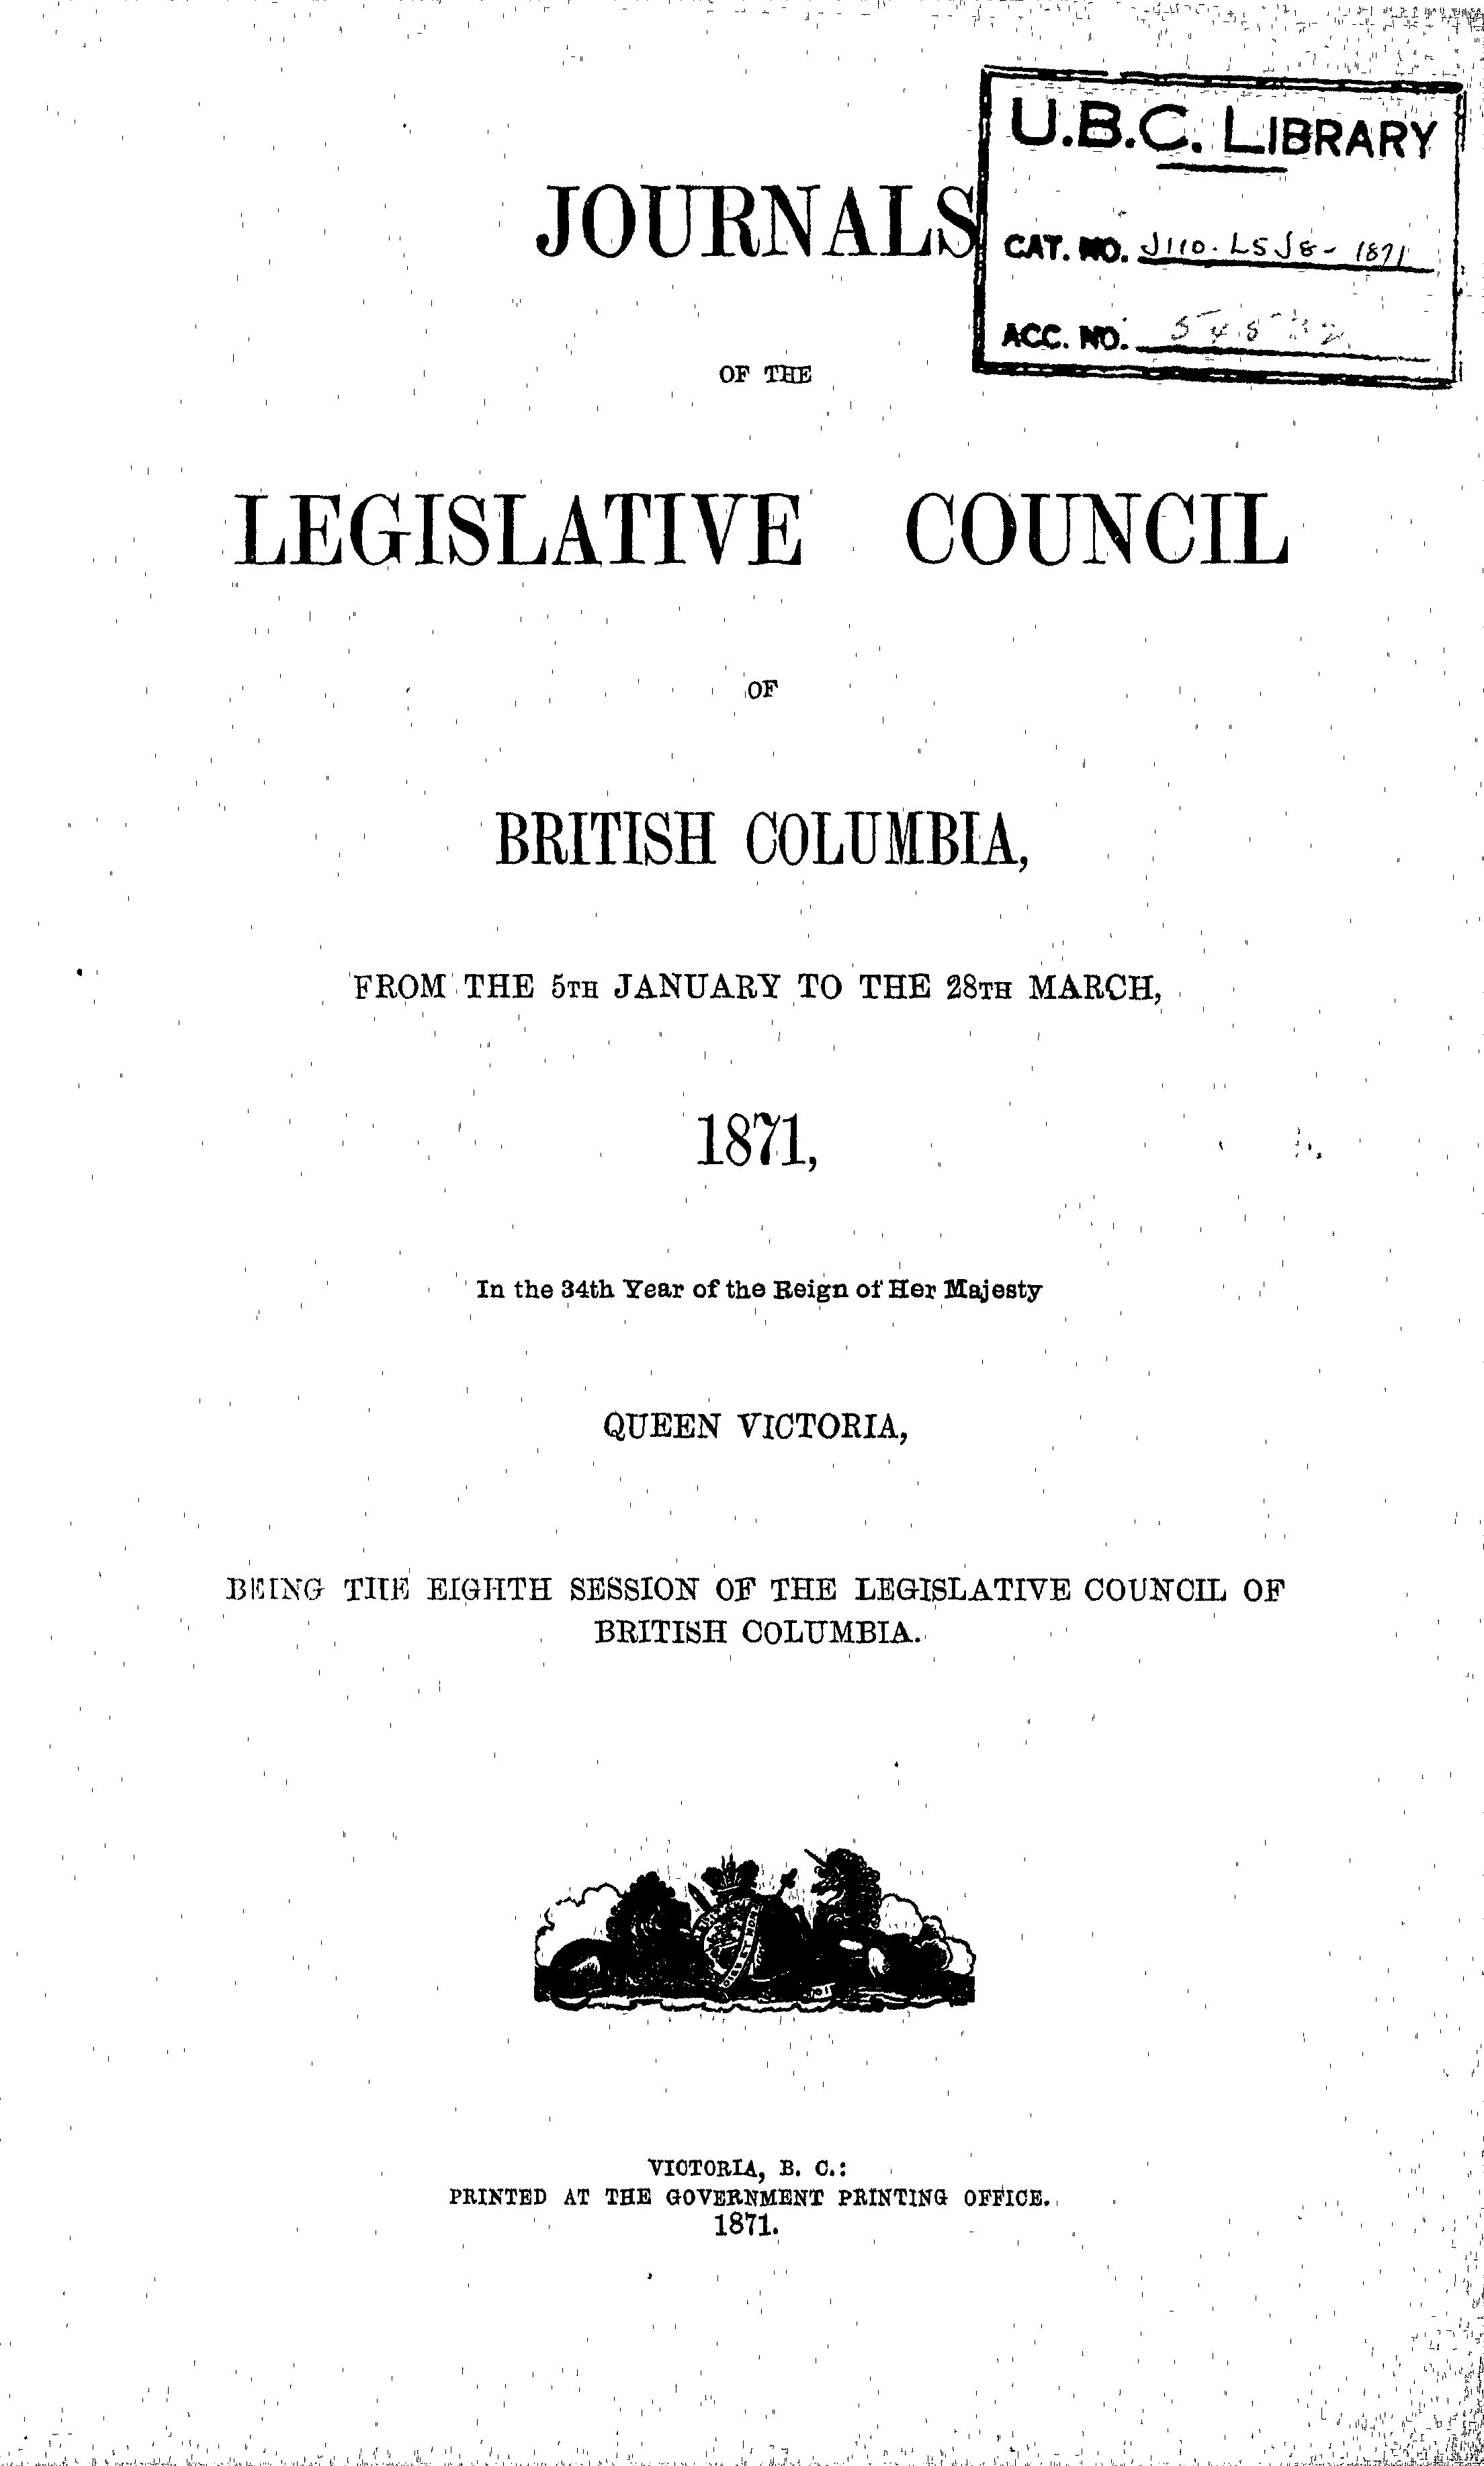 U.B.C. LIBRARY
CAT. NO. J110.L5J8-1871
ACC. NO.
JOURNALS
OF THE
LEGISLATIVE COUNCIL
OF
BRITISH COLUMBIA,
FROM THE 5TH JANUARY TO THE 28TH MARCH,
1871,
In the 34th Year of the Reign of Her Majesty
QUEEN VICTORIA,
BEING THE EIGHTH SESSION OF THE LEGISLATIVE COUNCIL OF
BRITISH COLUMBIA.
VICTORIA, B. C.:
PRINTED AT THE GOVERNMENT PRINTING OFFICE.
1871.